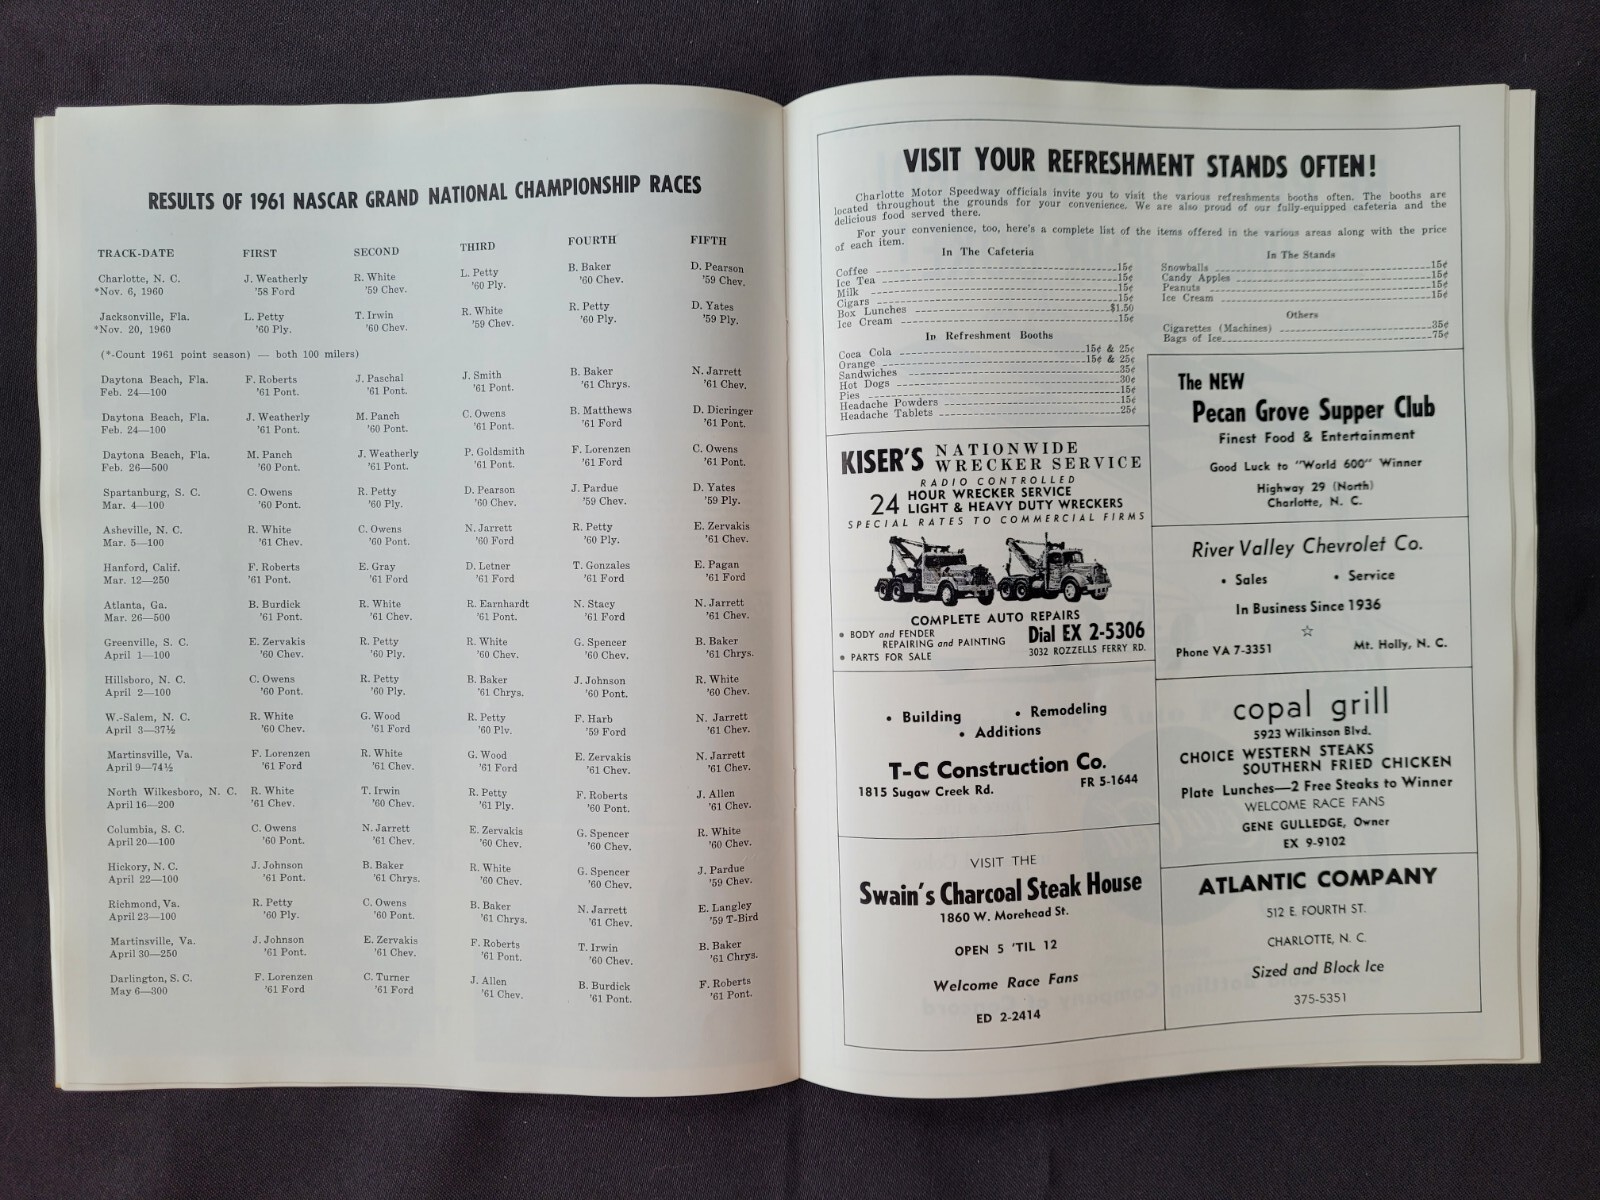 RESULTS OF 1961 NASCAR GRAND NATIONAL CHAMPIONSHIP RACES
TRACK-DATE FIRST SECOND THIRD FOURTH FIFTH
Charlotte, N. C. J. Weatherly R. White L. Petty B. Baker D. Pearson
*Nov. 6, 1960 '58 Ford '59 Chev. '60 Ply. '60 Chev. '59 Chev.
Jacksonville, Fla. L. Petty T. Irwin R. White R. Petty D. Yates
*Nov. 20, 1960 '60 Ply. '60 Chev. '59 Chev. '60 Ply. '59 Ply.
(*-Count 1961 point season) — both 100 milers)
Daytona Beach, Fla. F. Roberts J. Paschal J. Smith B. Baker N. Jarrett
Feb. 24—100 '61 Pont. '61 Pont. '61 Pont. '61 Chrys. '61 Chev.
Daytona Beach, Fla. J. Weatherly M. Panch C. Owens B. Matthews D. Dieringer
Feb. 24—100 '61 Pont. '60 Pont. '61 Pont. '61 Ford '61 Pont.
Daytona Beach, Fla. M. Panch J. Weatherly P. Goldsmith F. Lorenzen C. Owens
Feb. 26—500 '60 Pont. '61 Pont. '61 Pont. '61 Ford '61 Pont.
Spartanburg, S. C. C. Owens R. Petty D. Pearson J. Pardue D. Yates
Mar. 4—100 '60 Pont. '60 Ply. '60 Chev. '59 Chev. '59 Ply.
Asheville, N. C. R. White C. Owens N. Jarrett R. Petty E. Zervakis
Mar. 5—100 '61 Chev. '60 Pont. '60 Ford '60 Ply. '61 Chev.
Hanford, Calif. F. Roberts E. Gray D. Letner T. Gonzales E. Pagan
Mar. 12—250 '61 Pont. '61 Ford '61 Ford '61 Ford '61 Ford
Atlanta, Ga. B. Burdick R. White R. Earnhardt N. Stacy N. Jarrett
Mar. 26—500 '61 Pont. '61 Chev. '61 Pont. '61 Ford '61 Chev.
Greenville, S. C. E. Zervakis R. Petty R. White G. Spencer B. Baker
April 1—100 '60 Chev. '60 Ply. '60 Chev. '60 Chev. '61 Chrys.
Hillsboro, N. C. C. Owens R. Petty B. Baker J. Johnson R. White
April 2—100 '60 Pont. '60 Ply. '61 Chrys. '60 Pont. '60 Chev.
W.-Salem, N. C. R. White G. Wood R. Petty F. Harb N. Jarrett
April 3—37½ '60 Chev. '61 Ford '60 Plv. '59 Ford '61 Chev.
Martinsville, Va. F. Lorenzen R. White G. Wood E. Zervakis N. Jarrett
April 9—74½ '61 Ford '61 Chev. '61 Ford '61 Chev. '61 Chev.
North Wilkesboro, N. C. R. White T. Irwin R. Petty F. Roberts J. Allen
April 16—200 '61 Chev. '60 Chev. '61 Ply. '60 Pont. '61 Chev.
Columbia, S. C. C. Owens N. Jarrett E. Zervakis G. Spencer R. White
April 20—100 '60 Pont. '61 Chev. '60 Chev. '60 Chev. '60 Chev.
Hickory, N. C. J. Johnson B. Baker R. White G. Spencer J. Pardue
April 22—100 '61 Pont. '61 Chrys. '60 Chev. '60 Chev. '59 Chev.
Richmond, Va. R. Petty C. Owens B. Baker N. Jarrett E. Langley
April 23—100 '60 Ply. '60 Pont. '61 Chrys. '61 Chev. '59 T-Bird
Martinsville, Va. J. Johnson E. Zervakis F. Roberts T. Irwin B. Baker
April 30—250 '61 Pont. '61 Chev. '61 Pont. '60 Chev. '61 Chrys.
Darlington, S. C. F. Lorenzen C. Turner J. Allen B. Burdick F. Roberts
May 6—300 '61 Ford '61 Ford '61 Chev. '61 Pont. '61 Pont.
VISIT YOUR REFRESHMENT STANDS OFTEN!
Charlotte Motor Speedway officials invite you to visit the various refreshments booths often. The booths are
located throughout the grounds for your convenience. We are also proud of our fully-equipped cafeteria and the
delicious food served there.
For your convenience, too, here's a complete list of the items offered in the various areas along with the price
of each item.
In The Cafeteria
Coffee 15¢
Ice Tea 15¢
Milk 15¢
Cigars 15¢
Box Lunches $1.50
Ice Cream 15¢
In Refreshment Booths
Coca Cola 15¢ & 25¢
Orange 15¢ & 25¢
Sandwiches 35¢
Hot Dogs 30¢
Pies 15¢
Headache Powders 15¢
Headache Tablets 25¢
In The Stands
Snowballs 15¢
Candy Apples 15¢
Peanuts 15¢
Ice Cream 15¢
Others
Cigarettes (Machines) 35¢
Bags of Ice 75¢
KISER'S NATIONWIDE
WRECKER SERVICE
RADIO CONTROLLED
24 HOUR WRECKER SERVICE
LIGHT & HEAVY DUTY WRECKERS
SPECIAL RATES TO COMMERCIAL FIRMS
COMPLETE AUTO REPAIRS
• BODY and FENDER
REPAIRING and PAINTING
• PARTS FOR SALE
Dial EX 2-5306
3032 ROZZELLS FERRY RD.
• Building • Remodeling
• Additions
T-C Construction Co.
1815 Sugaw Creek Rd. FR 5-1644
VISIT THE
Swain's Charcoal Steak House
1860 W. Morehead St.
OPEN 5 'TIL 12
Welcome Race Fans
ED 2-2414
The NEW
Pecan Grove Supper Club
Finest Food & Entertainment
Good Luck to "World 600" Winner
Highway 29 (North)
Charlotte, N. C.
River Valley Chevrolet Co.
• Sales • Service
In Business Since 1936
☆
Phone VA 7-3351 Mt. Holly, N. C.
copal grill
5923 Wilkinson Blvd.
CHOICE WESTERN STEAKS
SOUTHERN FRIED CHICKEN
Plate Lunches—2 Free Steaks to Winner
WELCOME RACE FANS
GENE GULLEDGE, Owner
EX 9-9102
ATLANTIC COMPANY
512 E. FOURTH ST.
CHARLOTTE, N. C.
Sized and Block Ice
375-5351